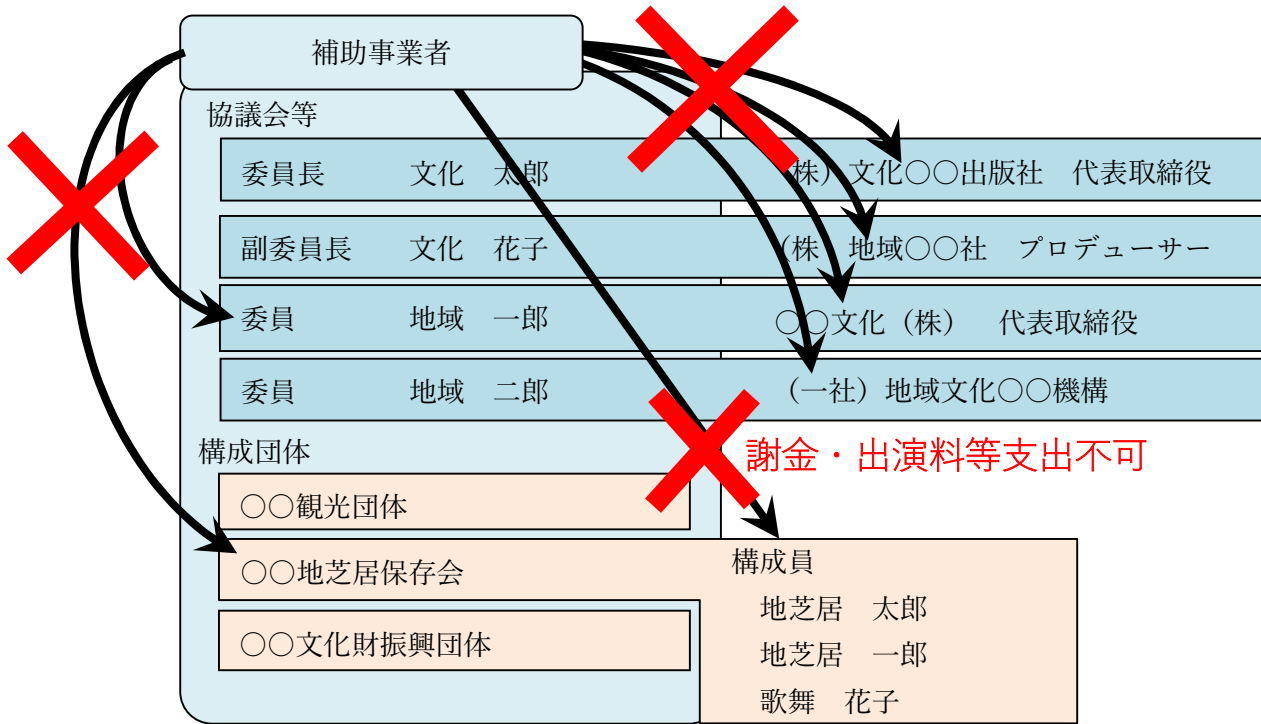 補助事業者
協議会等
委員長　文化　太郎　（株）文化○○出版社　代表取締役
副委員長　文化　花子　（株　地域○○社　プロデューサー
委員　地域　一郎　○○文化（株）　代表取締役
委員　地域　二郎　（一社）地域文化○○機構
構成団体
謝金・出演料等支出不可
○○観光団体
○○地芝居保存会
○○文化財振興団体
構成員
地芝居　太郎
地芝居　一郎
歌舞　花子